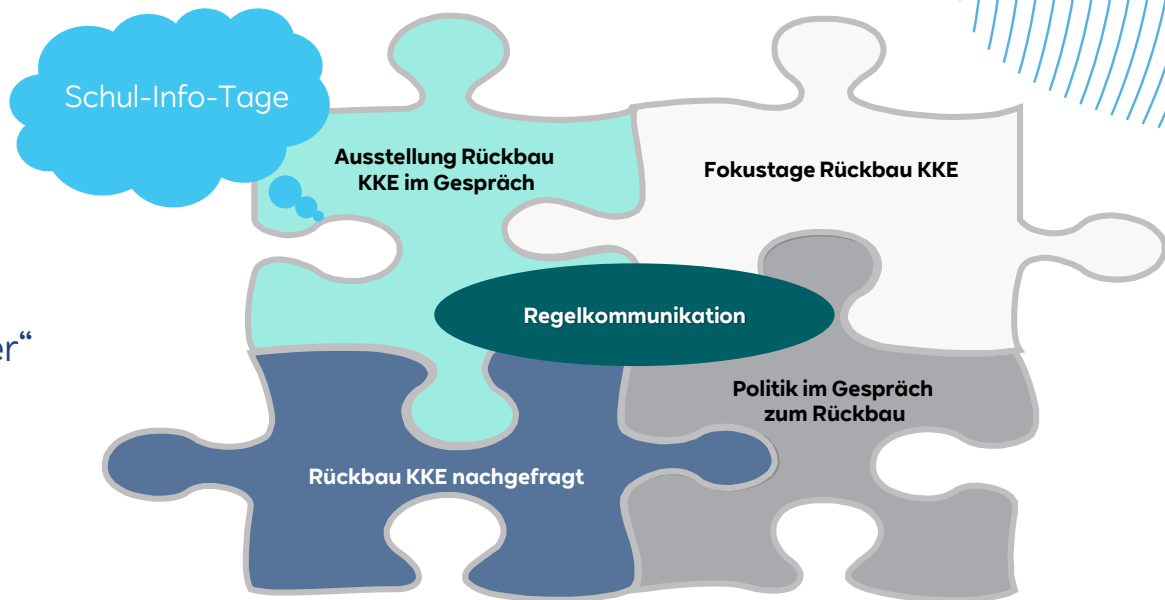 Schul-Info-Tage
Ausstellung Rückbau
KKE im Gespräch
Fokustage Rückbau KKE
Regelkommunikation
er“
Politik im Gespräch
zum Rückbau
Rückbau KKE nachgefragt